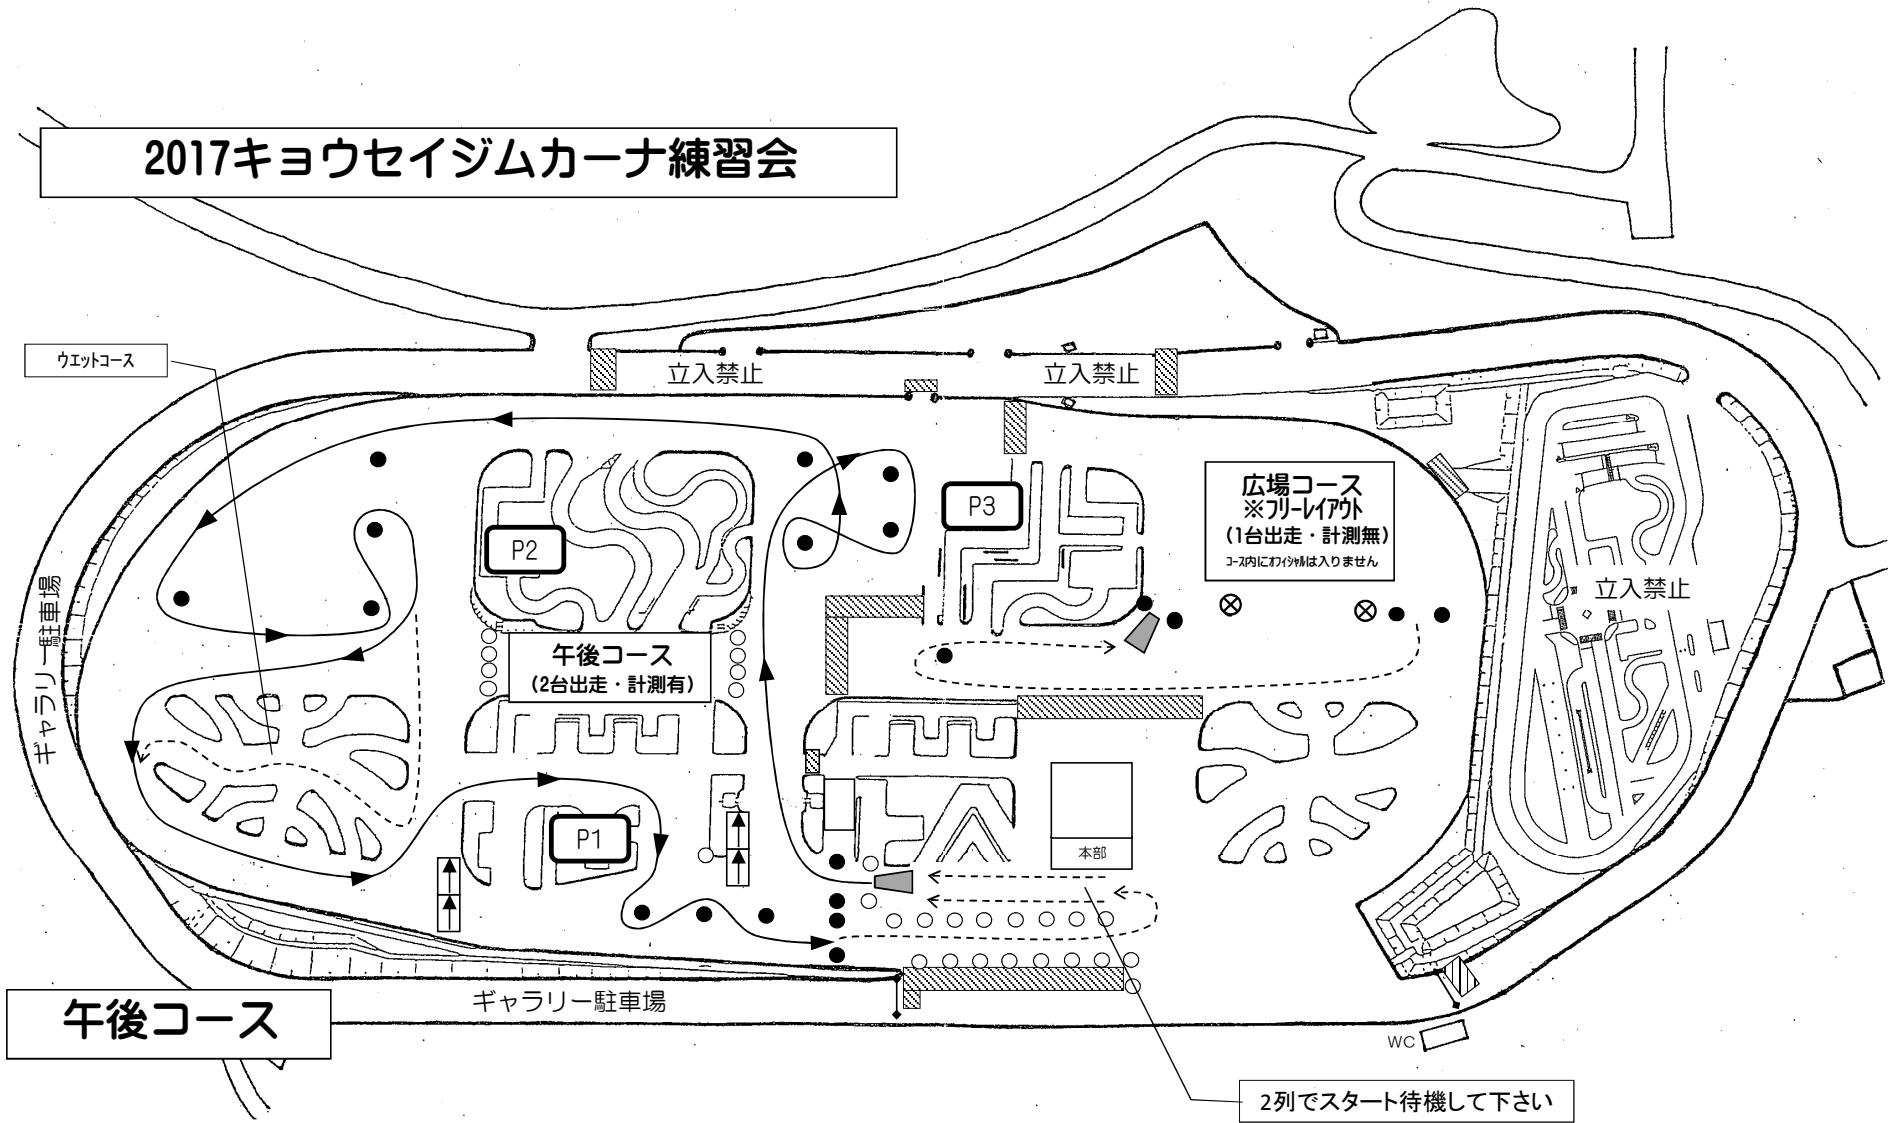 2017キョウセイジムカーナ練習会
ウエットコース
立入禁止
立入禁止
P2
P3
広場コース
※フリーレイアウト
(1台出走・計測無)
コース内にオフィシャルは入りません
立入禁止
ギャラリー駐車場
午後コース
(2台出走・計測有)
P1
本部
ギャラリー駐車場
午後コース
WC
2列でスタート待機して下さい